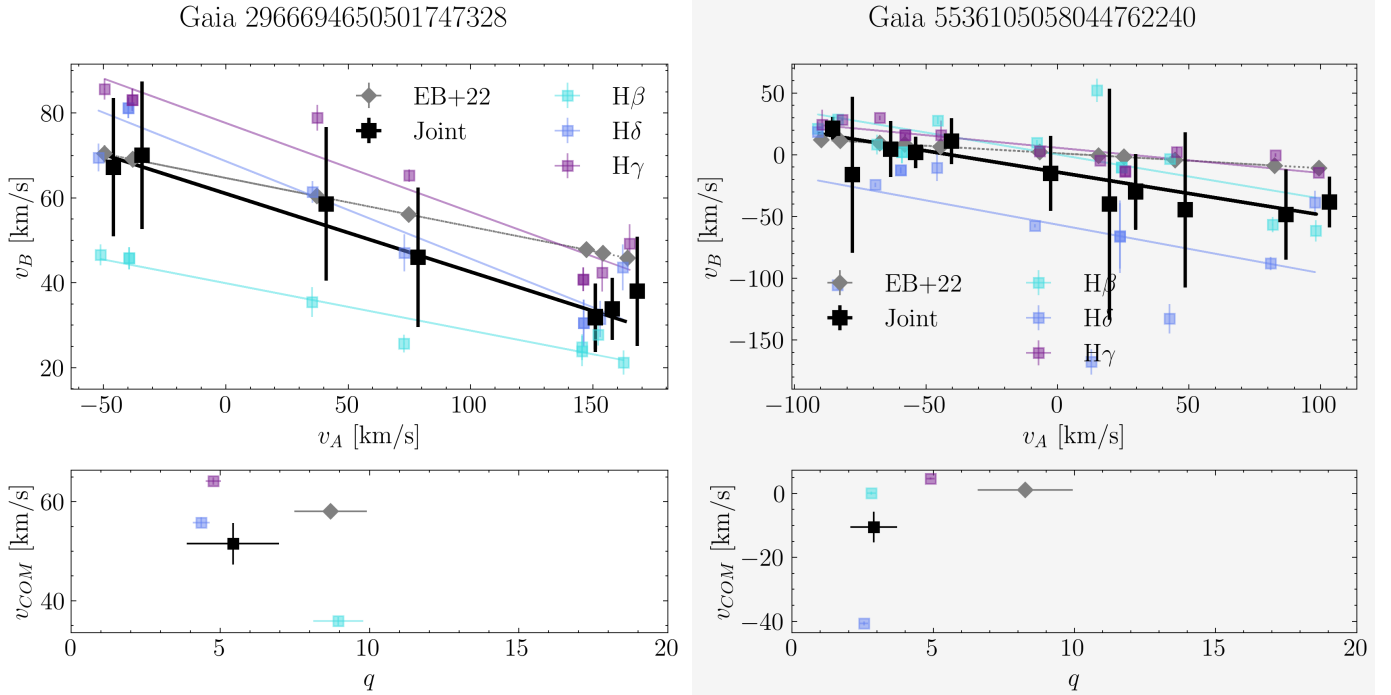 Gaia 2966694650501747328
80
60
40
20
v_B [km/s]
EB+22
Joint
Hβ
Hδ
Hγ
−50 0 50 100 150
v_A [km/s]
60
40
v_COM [km/s]
0 5 10 15 20
q
Gaia 5536105058044762240
50
0
−50
−100
−150
v_B [km/s]
EB+22
Joint
Hβ
Hδ
Hγ
−100 −50 0 50 100
v_A [km/s]
0
−20
−40
v_COM [km/s]
0 5 10 15 20
q